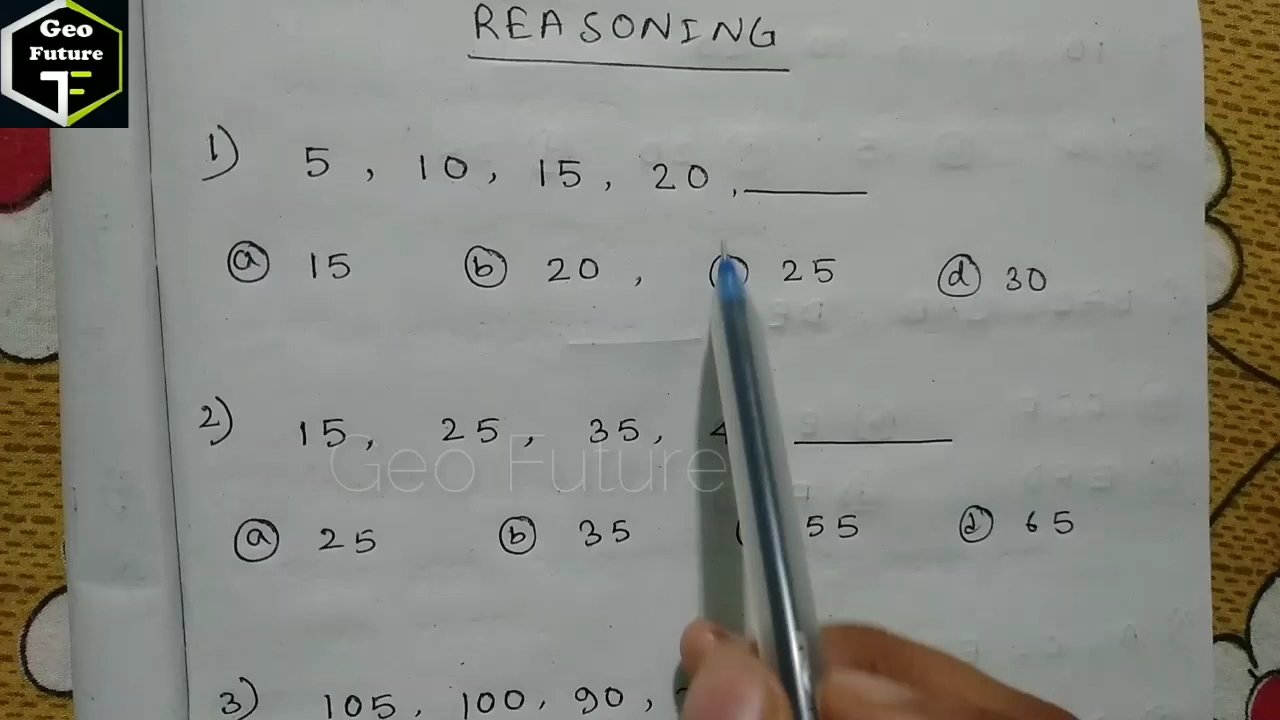 Geo
Future
REASONING
1) 5, 10, 15, 20, ______
ⓐ 15 ⓑ 20, 25 ⓓ 30
2) 15, 25, 35, 4 ______
Geo Future
ⓐ 25 ⓑ 35 55 ⓓ 65
3) 105, 100, 90,